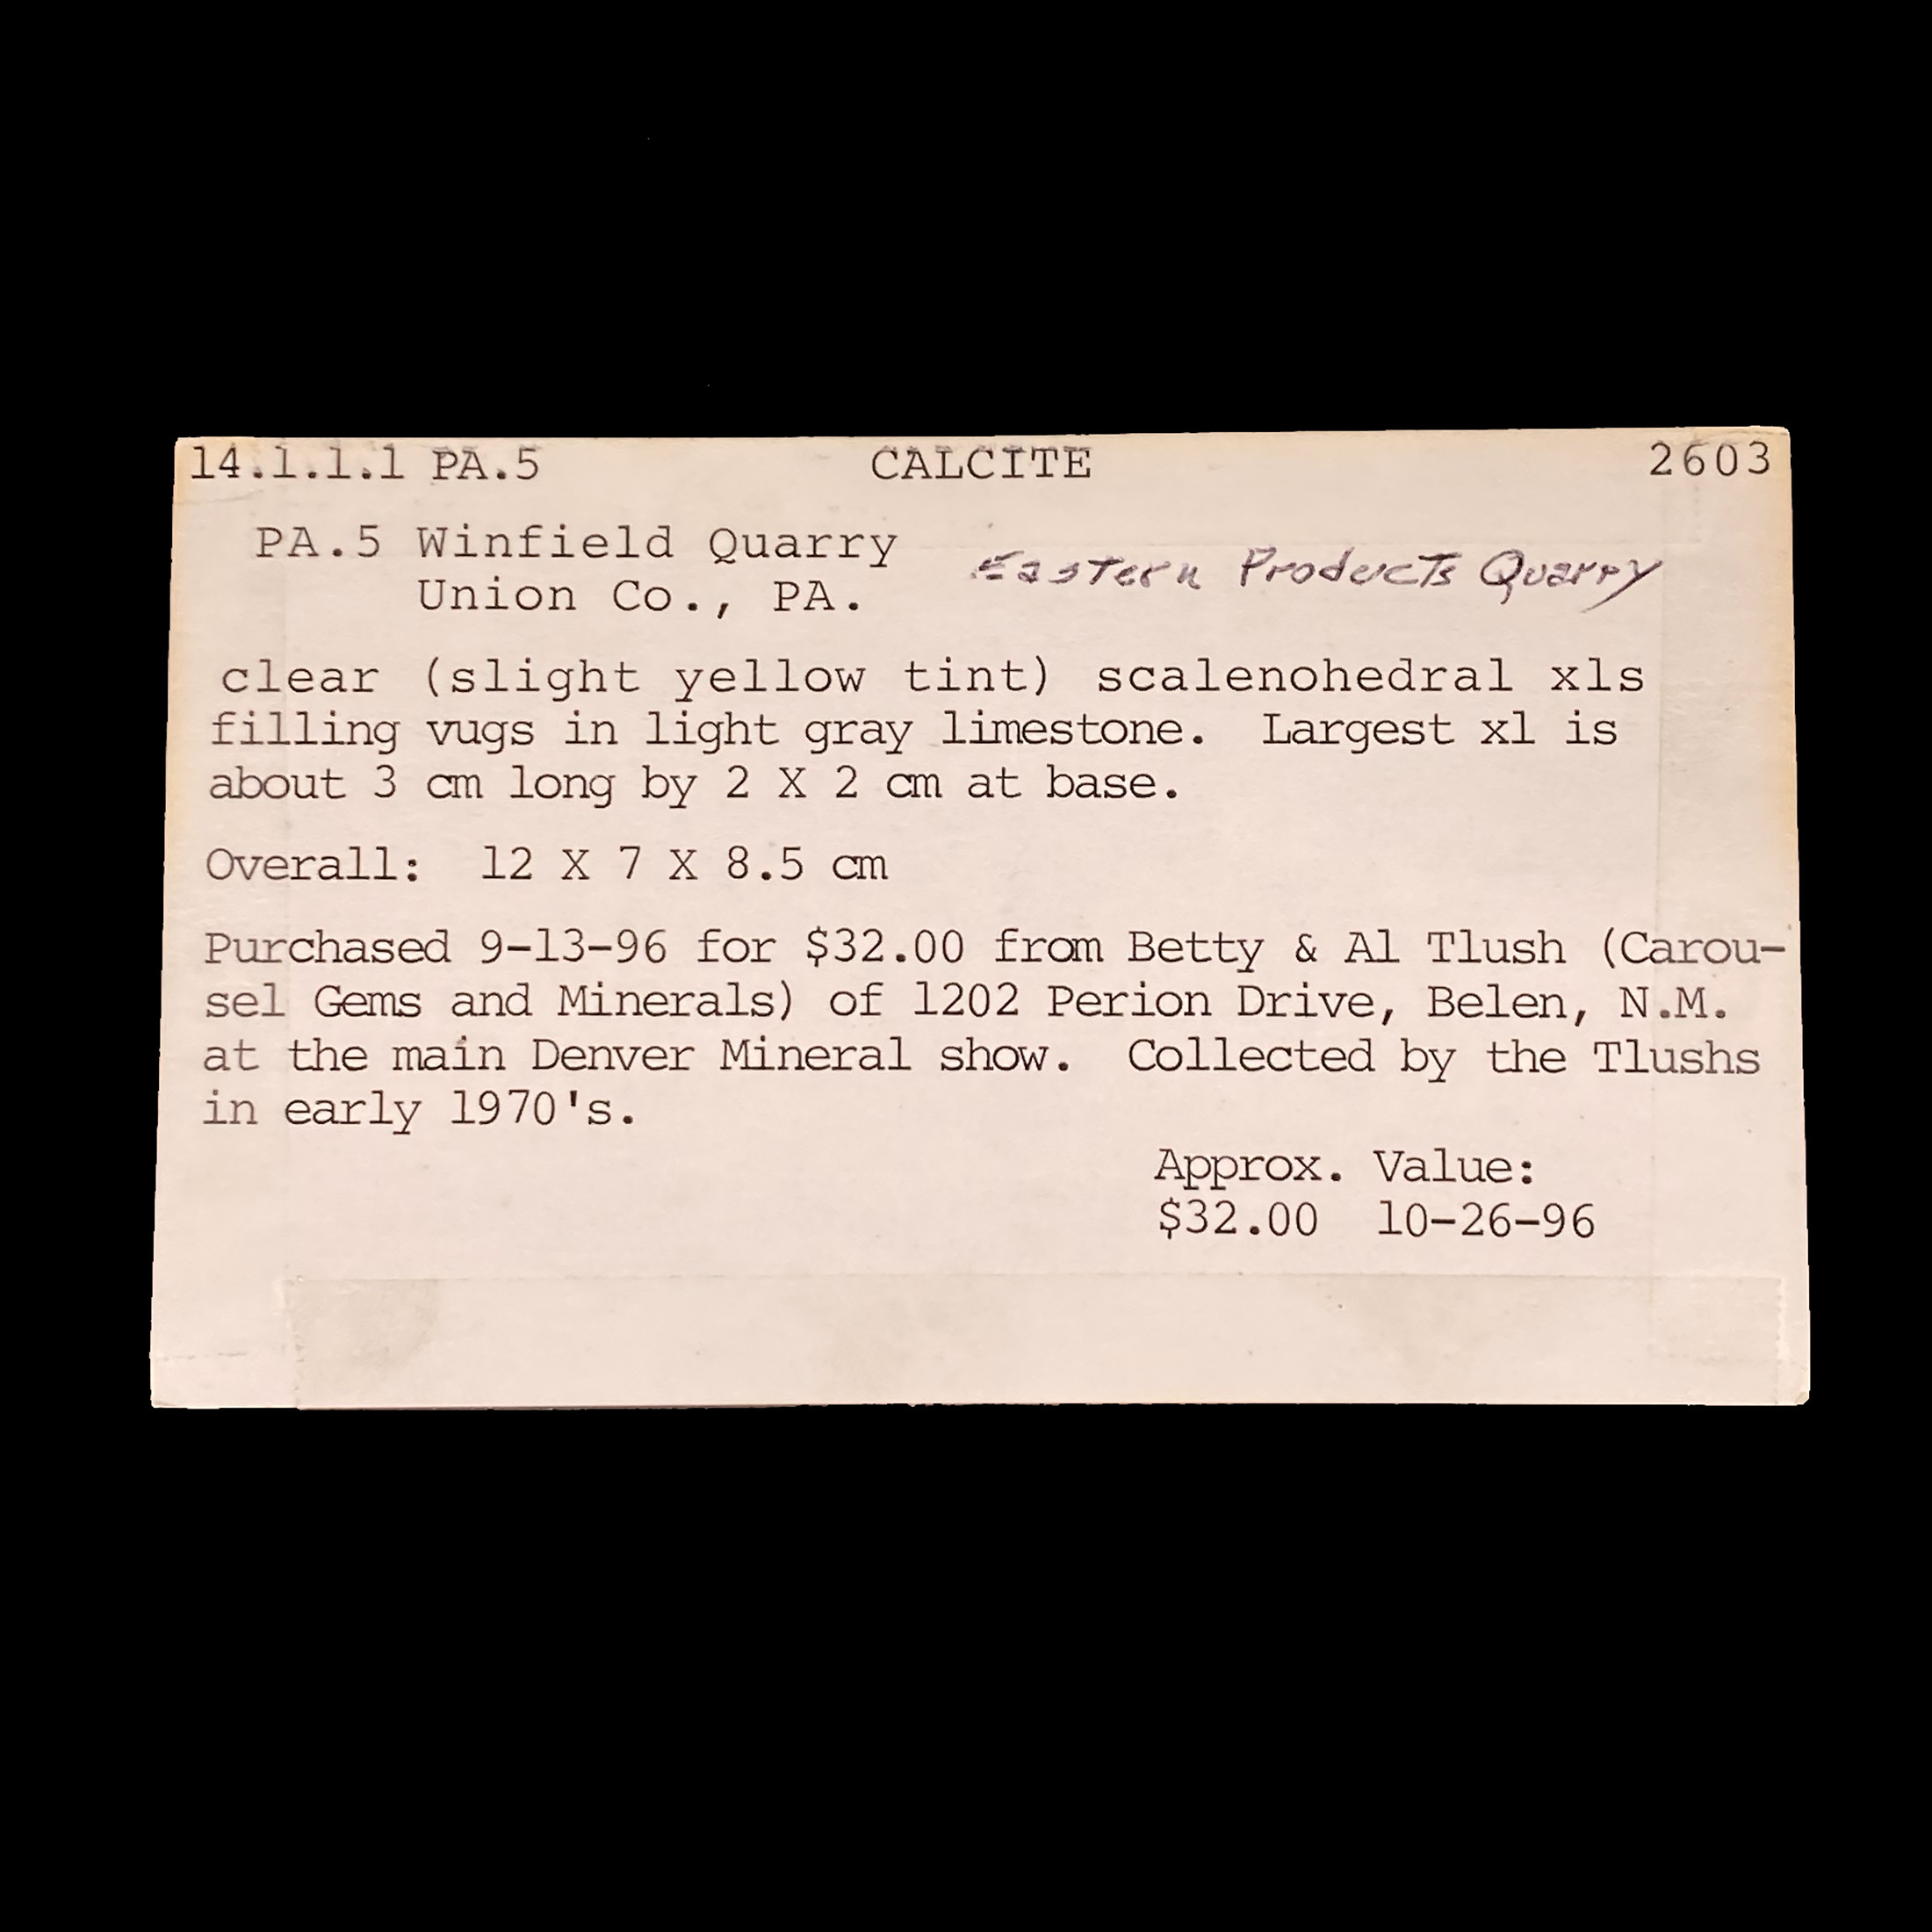 14.1.1.1 PA.5 CALCITE 2603
PA.5 Winfield Quarry
Eastern Products Quarry
Union Co., PA.
clear (slight yellow tint) scalenohedral xls
filling vugs in light gray limestone. Largest xl is
about 3 cm long by 2 X 2 cm at base.
Overall: 12 X 7 X 8.5 cm
Purchased 9-13-96 for $32.00 from Betty & Al Tlush (Carou-
sel Gems and Minerals) of 1202 Perion Drive, Belen, N.M.
at the main Denver Mineral show. Collected by the Tlushs
in early 1970's.
Approx. Value:
$32.00 10-26-96